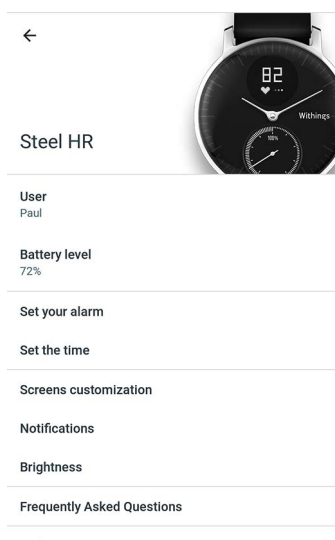 82
Withings
100%
Steel HR
User
Paul
Battery level
72%
Set your alarm
Set the time
Screens customization
Notifications
Brightness
Frequently Asked Questions